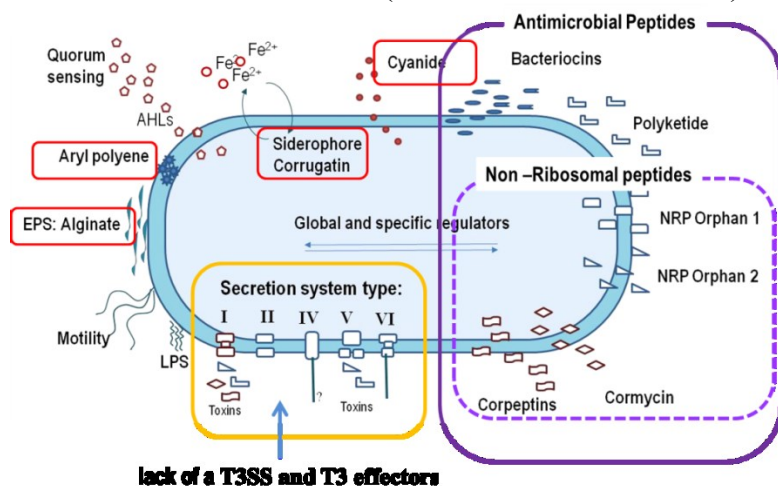 Antimicrobial Peptides
Quorum
sensing
Fe²⁺
Fe²⁺
Fe²⁺
Cyanide
Bacteriocins
AHLs
Polyketide
Aryl polyene
Siderophore
Corrugatin
Non –Ribosomal peptides
EPS: Alginate
Global and specific regulators
NRP Orphan 1
NRP Orphan 2
Secretion system type:
I II IV V VI
Motility
LPS
Toxins
?
Toxins
Corpeptins
Cormycin
lack of a T3SS and T3 effectors